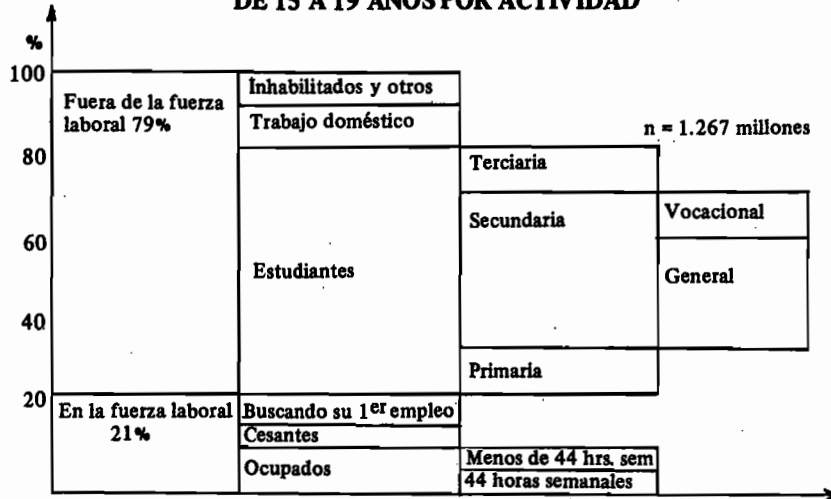 DE 15 A 19 AÑOS POR ACTIVIDAD
%
100
80
60
40
20
Fuera de la fuerza
laboral 79%
En la fuerza laboral
21%
Inhabilitados y otros
Trabajo doméstico
Estudiantes
Buscando su 1er empleo
Cesantes
Ocupados
n = 1.267 millones
Terciaria
Secundaria
Primaria
Menos de 44 hrs. sem
44 horas semanales
Vocacional
General